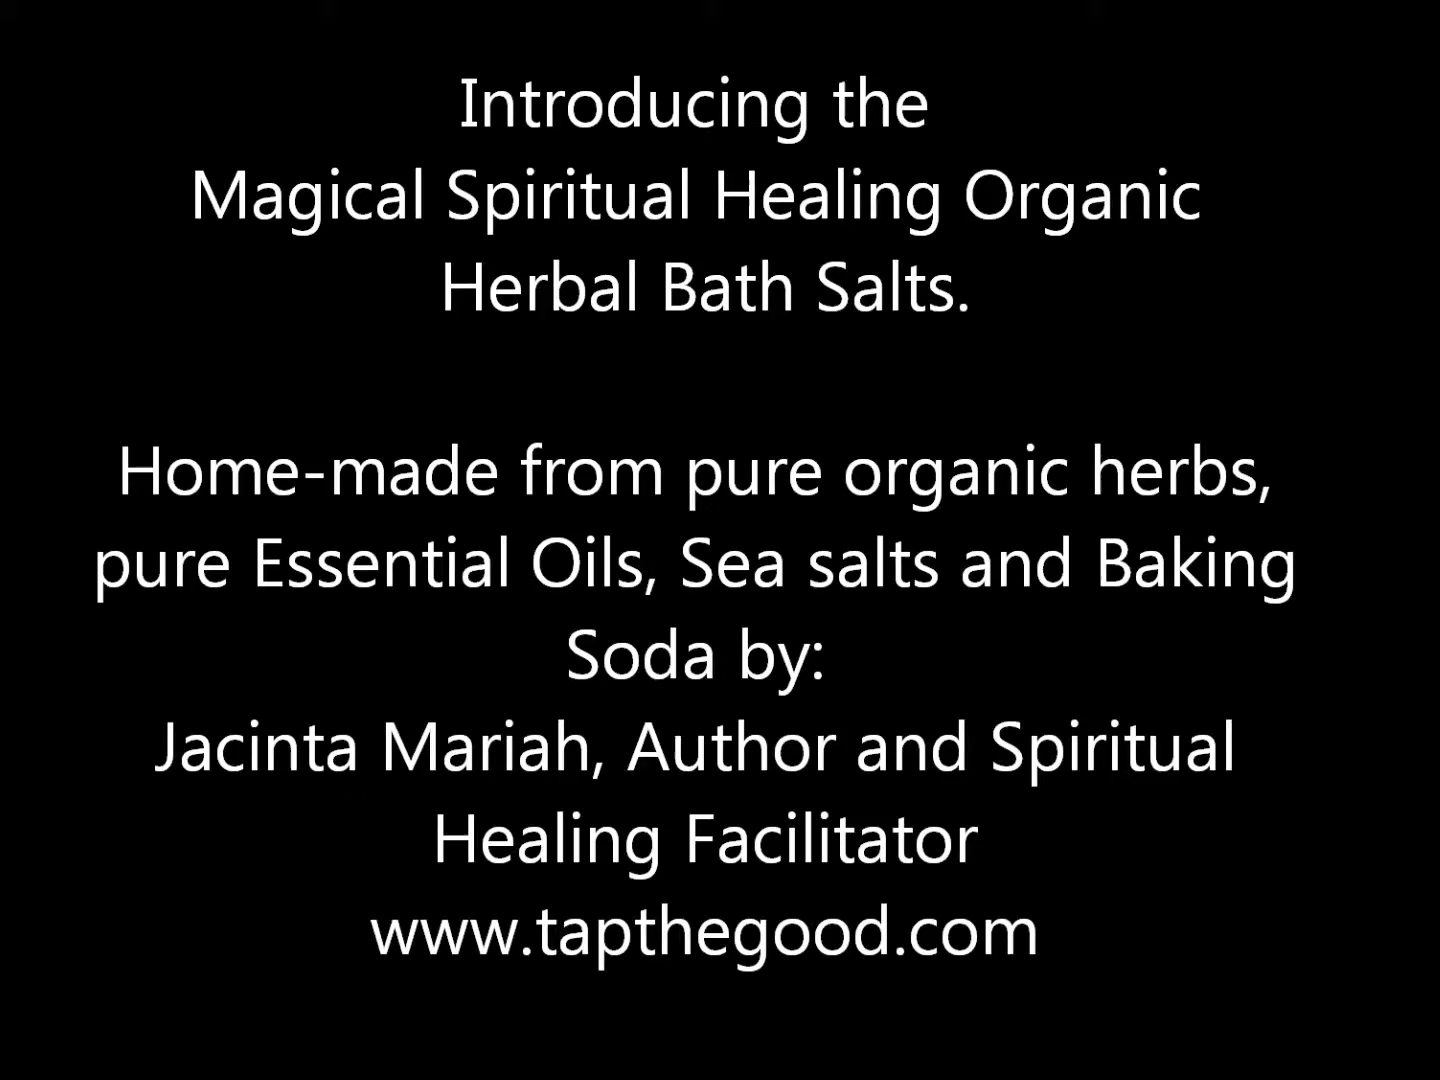 Introducing the
Magical Spiritual Healing Organic
Herbal Bath Salts.
Home-made from pure organic herbs,
pure Essential Oils, Sea salts and Baking
Soda by:
Jacinta Mariah, Author and Spiritual
Healing Facilitator
www.tapthegood.com